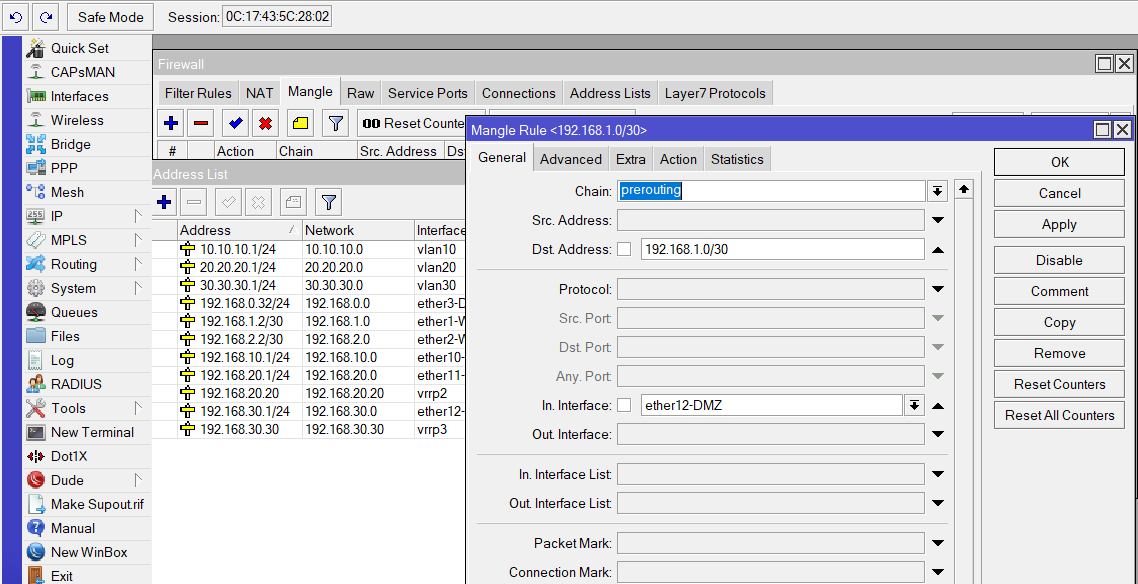 Safe Mode Session: 0C:17:43:5C:28:02
Quick Set
CAPsMAN
Interfaces
Wireless
Bridge
PPP
Mesh
255
IP
MPLS
Routing
System
Queues
Files
Log
RADIUS
Tools
New Terminal
Dot1X
Dude
Make Supout.rif
Manual
New WinBox
Exit
Firewall
Filter Rules NAT Mangle Raw Service Ports Connections Address Lists Layer7 Protocols
00 Reset Counte
# Action Chain Src. Address Ds
Address List
Address Network Interface
10.10.10.1/24 10.10.10.0 vlan10
20.20.20.1/24 20.20.20.0 vlan20
30.30.30.1/24 30.30.30.0 vlan30
192.168.0.32/24 192.168.0.0 ether3-D
192.168.1.2/30 192.168.1.0 ether1-W
192.168.2.2/30 192.168.2.0 ether2-W
192.168.10.1/24 192.168.10.0 ether10-
192.168.20.1/24 192.168.20.0 ether11-
192.168.20.20 192.168.20.20 vrrp2
192.168.30.1/24 192.168.30.0 ether12-
192.168.30.30 192.168.30.30 vrrp3
Mangle Rule <192.168.1.0/30>
General Advanced Extra Action Statistics
Chain: prerouting
Src. Address:
Dst. Address: 192.168.1.0/30
Protocol:
Src. Port:
Dst. Port:
Any. Port:
In. Interface: ether12-DMZ
Out. Interface:
In. Interface List:
Out. Interface List:
Packet Mark:
Connection Mark:
OK
Cancel
Apply
Disable
Comment
Copy
Remove
Reset Counters
Reset All Counters